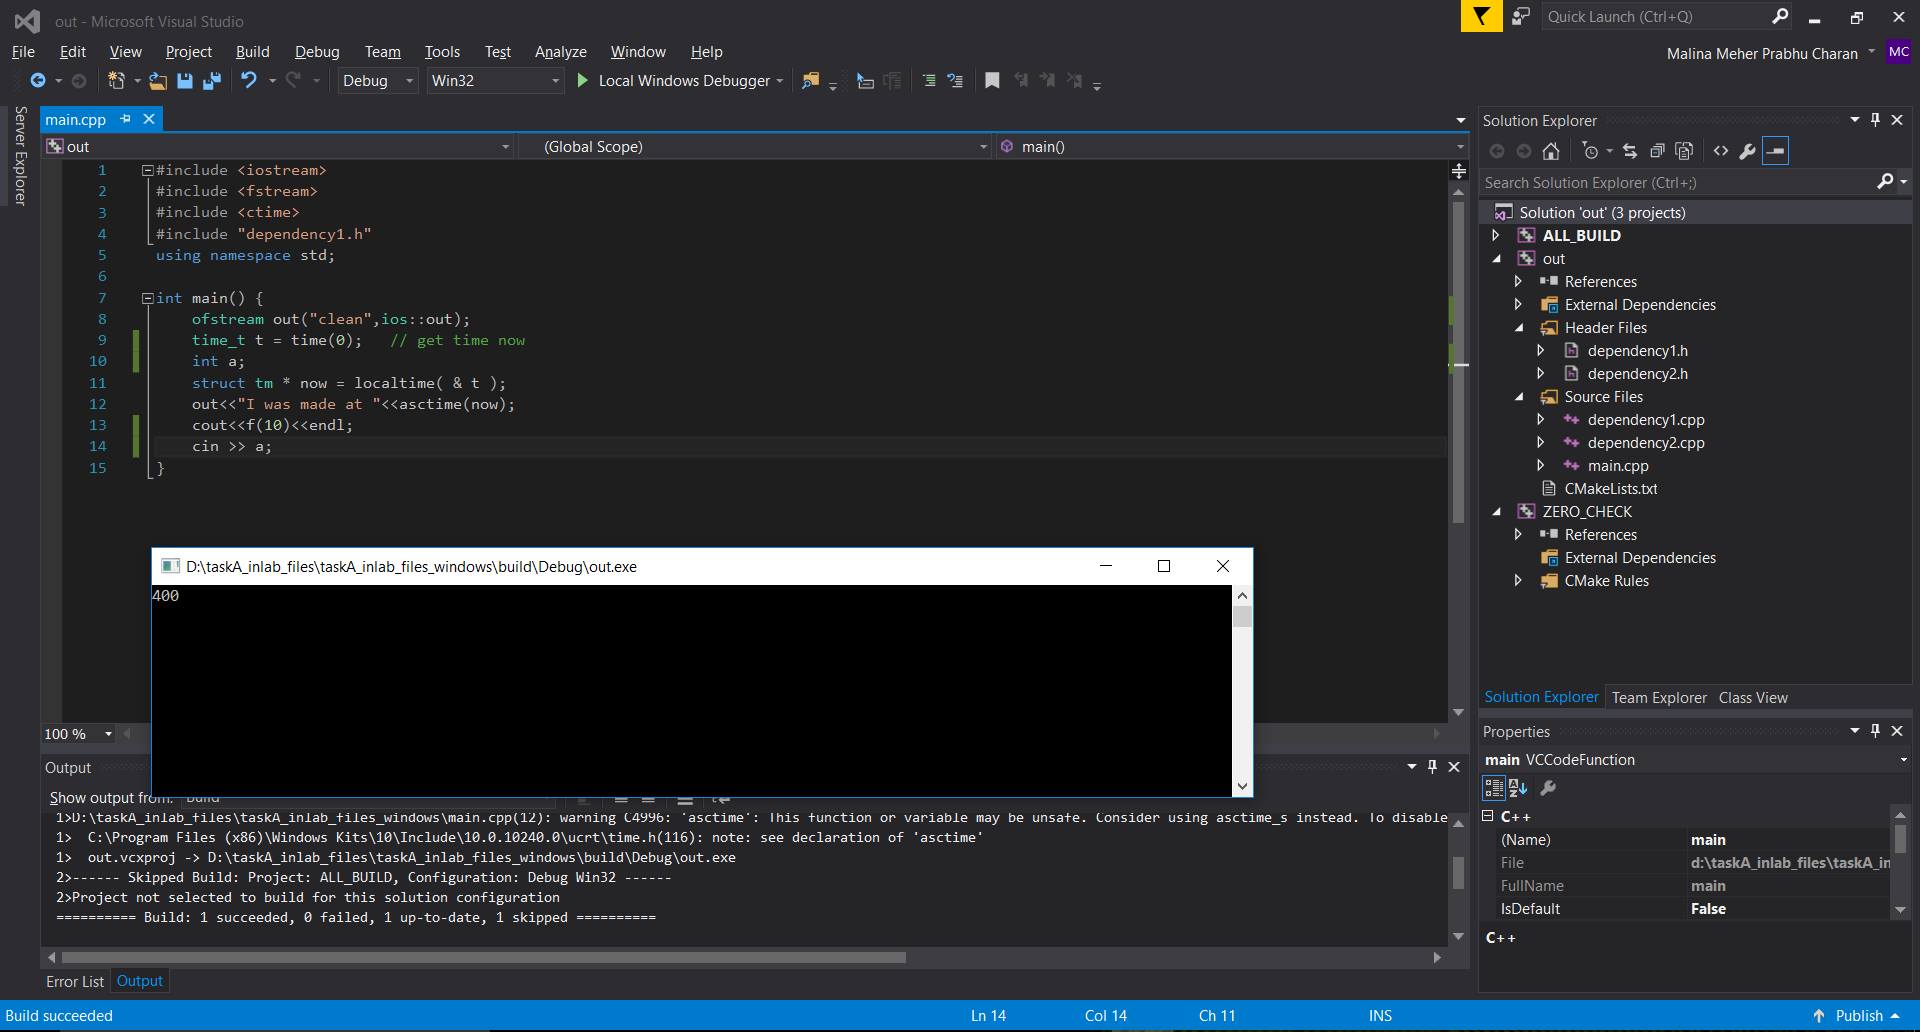 out - Microsoft Visual Studio
Quick Launch (Ctrl+Q)
File Edit View Project Build Debug Team Tools Test Analyze Window Help
Malina Meher Prabhu Charan MC
Debug Win32 Local Windows Debugger
Server Explorer
main.cpp
out (Global Scope) main()
1 #include <iostream>
2 #include <fstream>
3 #include <ctime>
4 #include "dependency1.h"
5 using namespace std;
6
7 int main() {
8 ofstream out("clean",ios::out);
9 time_t t = time(0); // get time now
10 int a;
11 struct tm * now = localtime( & t );
12 out<<"I was made at "<<asctime(now);
13 cout<<f(10)<<endl;
14 cin >> a;
15 }
D:\taskA_inlab_files\taskA_inlab_files_windows\build\Debug\out.exe
400
100 %
Output
Show output from: Build
1>D:\taskA_inlab_files\taskA_inlab_files_windows\main.cpp(12): warning C4996: 'asctime': This function or variable may be unsafe. Consider using asctime_s instead. To disable
1> C:\Program Files (x86)\Windows Kits\10\Include\10.0.10240.0\ucrt\time.h(116): note: see declaration of 'asctime'
1> out.vcxproj -> D:\taskA_inlab_files\taskA_inlab_files_windows\build\Debug\out.exe
2>------ Skipped Build: Project: ALL_BUILD, Configuration: Debug Win32 ------
2>Project not selected to build for this solution configuration
========== Build: 1 succeeded, 0 failed, 1 up-to-date, 1 skipped ==========
Error List Output
Solution Explorer
Search Solution Explorer (Ctrl+;)
Solution 'out' (3 projects)
ALL_BUILD
out
References
External Dependencies
Header Files
dependency1.h
dependency2.h
Source Files
dependency1.cpp
dependency2.cpp
main.cpp
CMakeLists.txt
ZERO_CHECK
References
External Dependencies
CMake Rules
Solution Explorer Team Explorer Class View
Properties
main VCCodeFunction
C++
(Name) main
File d:\taskA_inlab_files\taskA_in
FullName main
IsDefault False
C++
Build succeeded Ln 14 Col 14 Ch 11 INS Publish